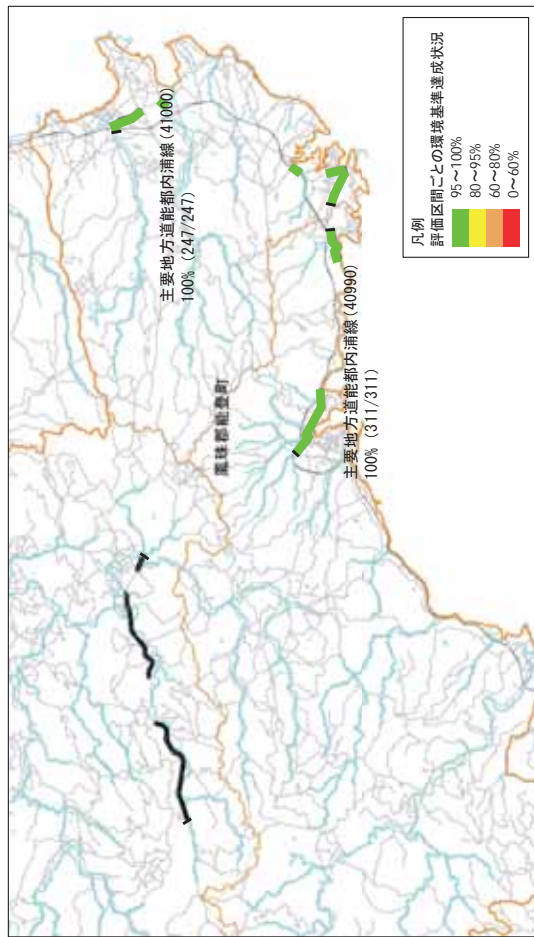 主要地方道能都内浦線(41000)
100% (247/247)
鳳珠郡能登町
主要地方道能都内浦線(40990)
100% (311/311)
凡例
評価区間ごとの環境基準達成状況
95～100%
80～95%
60～80%
0～60%